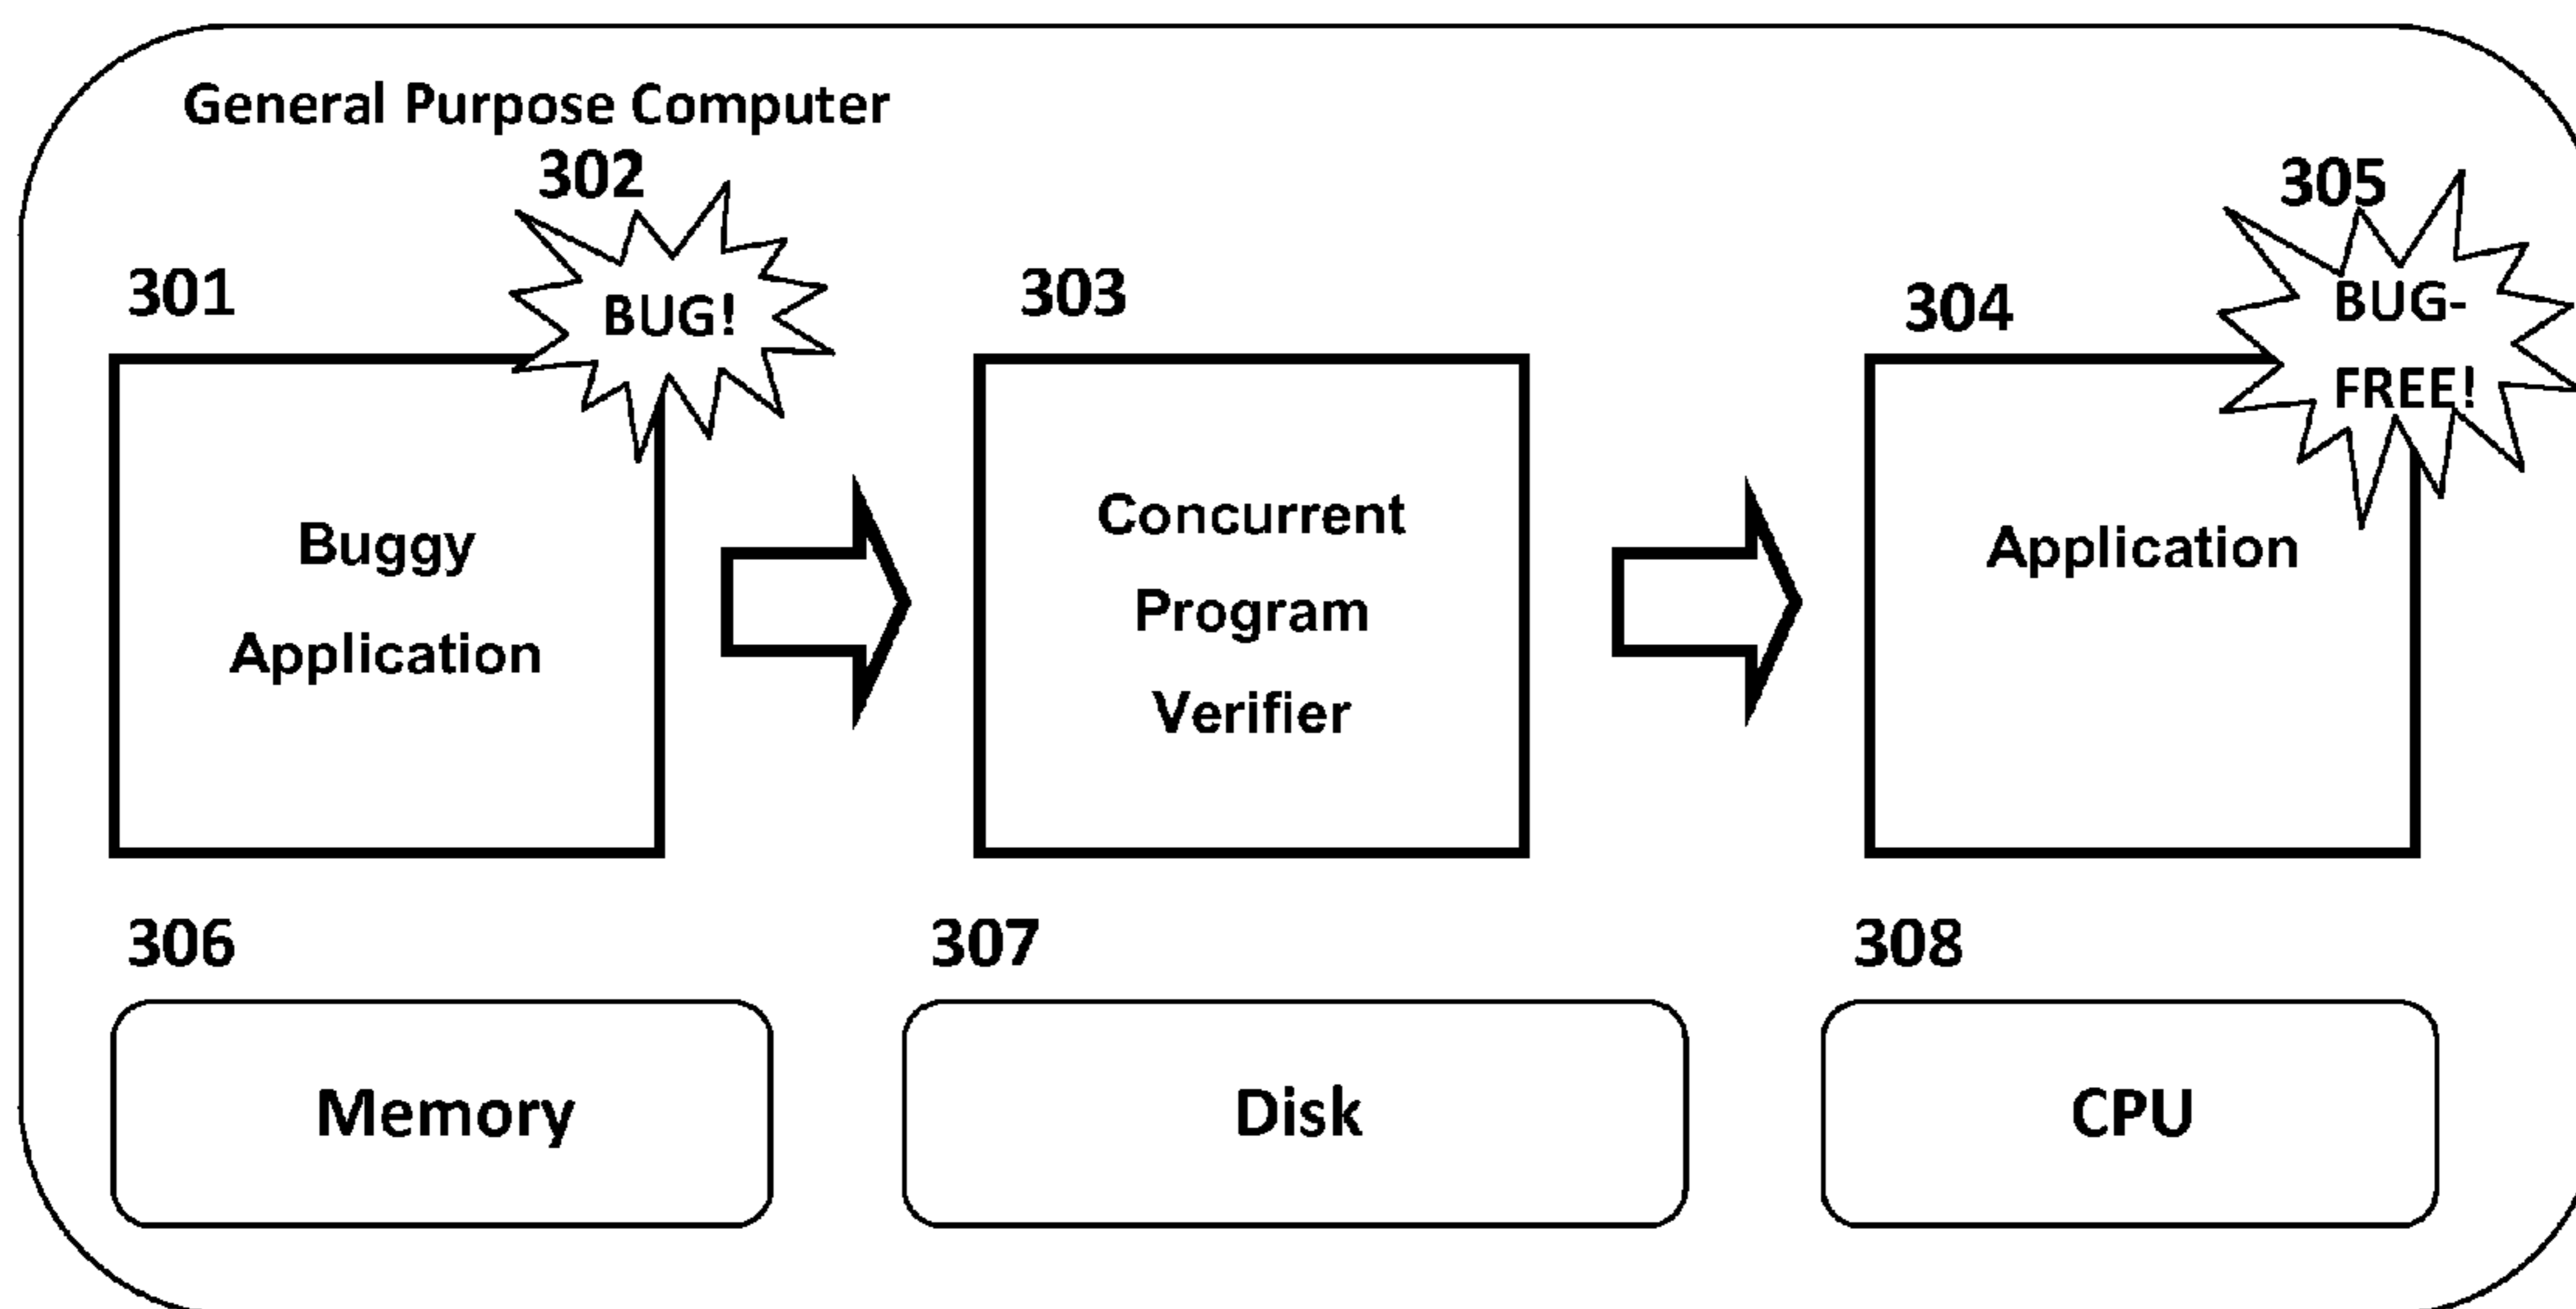 General Purpose Computer
302
305
301
BUG!
303
304
BUG-
FREE!
Buggy
Application
Concurrent
Program
Verifier
Application
306
307
308
Memory
Disk
CPU